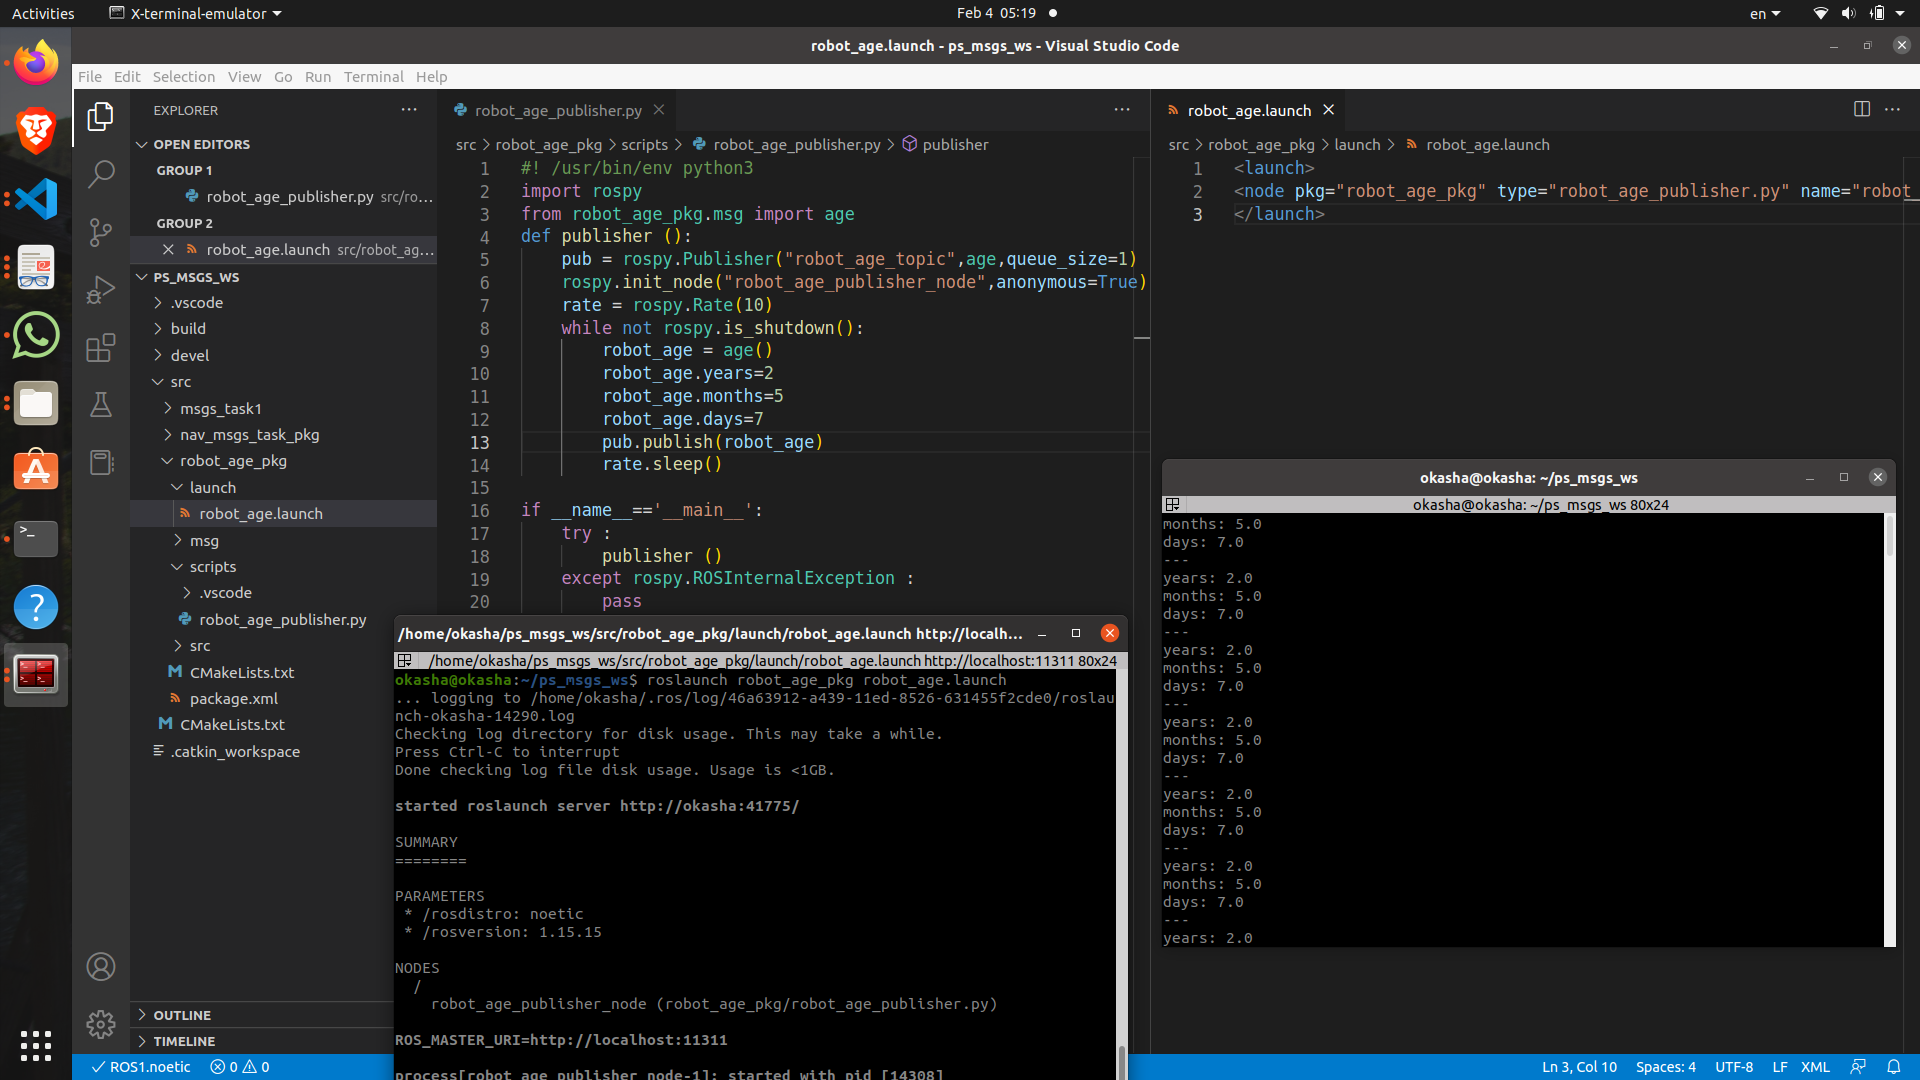 Activities
X-terminal-emulator
Feb 4 05:19
en
robot_age.launch - ps_msgs_ws - Visual Studio Code
File Edit Selection View Go Run Terminal Help
EXPLORER
OPEN EDITORS
GROUP 1
robot_age_publisher.py src/ro...
GROUP 2
robot_age.launch src/robot_ag...
PS_MSGS_WS
.vscode
build
devel
src
msgs_task1
nav_msgs_task_pkg
robot_age_pkg
launch
robot_age.launch
msg
scripts
.vscode
robot_age_publisher.py
src
CMakeLists.txt
package.xml
CMakeLists.txt
.catkin_workspace
OUTLINE
TIMELINE
robot_age_publisher.py
src > robot_age_pkg > scripts > robot_age_publisher.py > publisher
1 #! /usr/bin/env python3
2 import rospy
3 from robot_age_pkg.msg import age
4 def publisher ():
5 pub = rospy.Publisher("robot_age_topic",age,queue_size=1)
6 rospy.init_node("robot_age_publisher_node",anonymous=True)
7 rate = rospy.Rate(10)
8 while not rospy.is_shutdown():
9 robot_age = age()
10 robot_age.years=2
11 robot_age.months=5
12 robot_age.days=7
13 pub.publish(robot_age)
14 rate.sleep()
15
16 if __name__=='__main__':
17 try :
18 publisher ()
19 except rospy.ROSInternalException :
20 pass
robot_age.launch
src > robot_age_pkg > launch > robot_age.launch
1 <launch>
2 <node pkg="robot_age_pkg" type="robot_age_publisher.py" name="robot_
3 </launch>
/home/okasha/ps_msgs_ws/src/robot_age_pkg/launch/robot_age.launch http://localh...
/home/okasha/ps_msgs_ws/src/robot_age_pkg/launch/robot_age.launch http://localhost:11311 80x24
okasha@okasha:~/ps_msgs_ws$ roslaunch robot_age_pkg robot_age.launch
... logging to /home/okasha/.ros/log/46a63912-a439-11ed-8526-631455f2cde0/roslau
nch-okasha-14290.log
Checking log directory for disk usage. This may take a while.
Press Ctrl-C to interrupt
Done checking log file disk usage. Usage is <1GB.
started roslaunch server http://okasha:41775/
SUMMARY
========
PARAMETERS
* /rosdistro: noetic
* /rosversion: 1.15.15
NODES
/
robot_age_publisher_node (robot_age_pkg/robot_age_publisher.py)
ROS_MASTER_URI=http://localhost:11311
process[robot_age_publisher_node-1]: started with pid [14308]
okasha@okasha: ~/ps_msgs_ws
okasha@okasha: ~/ps_msgs_ws 80x24
months: 5.0
days: 7.0
---
years: 2.0
months: 5.0
days: 7.0
---
years: 2.0
months: 5.0
days: 7.0
---
years: 2.0
months: 5.0
days: 7.0
---
years: 2.0
months: 5.0
days: 7.0
---
years: 2.0
months: 5.0
days: 7.0
---
years: 2.0
ROS1.noetic
0 0
Ln 3, Col 10 Spaces: 4 UTF-8 LF XML